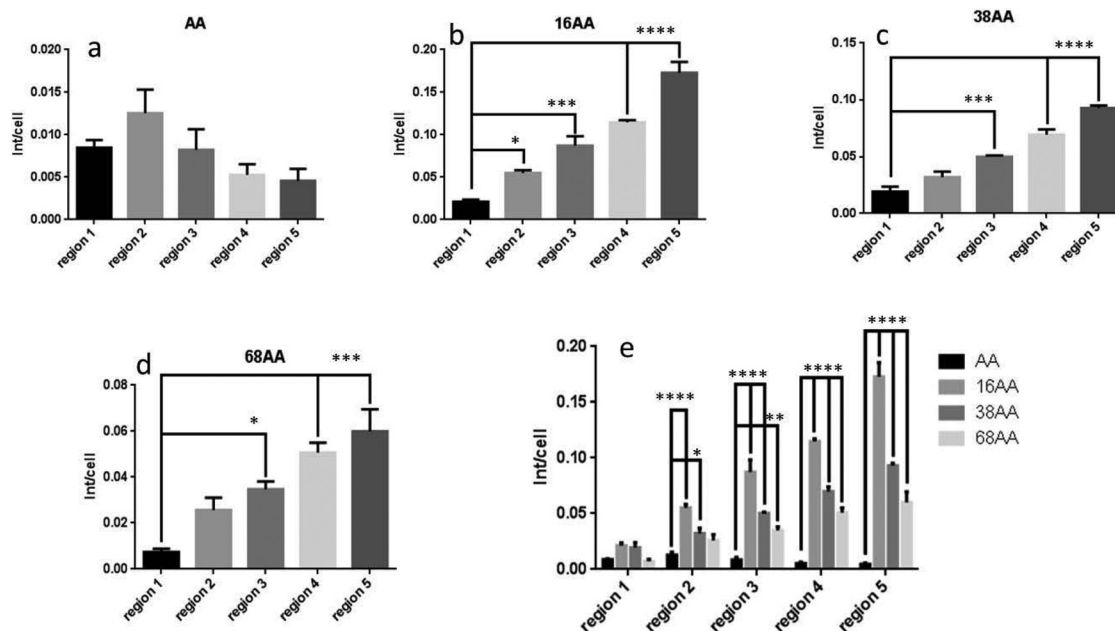 a
AA
Int/cell
0.020
0.015
0.010
0.005
0.000
region 1
region 2
region 3
region 4
region 5
b
16AA
****
***
*
Int/cell
0.20
0.15
0.10
0.05
0.00
region 1
region 2
region 3
region 4
region 5
c
38AA
****
***
Int/cell
0.15
0.10
0.05
0.00
region 1
region 2
region 3
region 4
region 5
d
68AA
***
*
Int/cell
0.08
0.06
0.04
0.02
0.00
region 1
region 2
region 3
region 4
region 5
e
****
****
****
****
**
*
Int/cell
0.20
0.15
0.10
0.05
0.00
region 1
region 2
region 3
region 4
region 5
AA
16AA
38AA
68AA